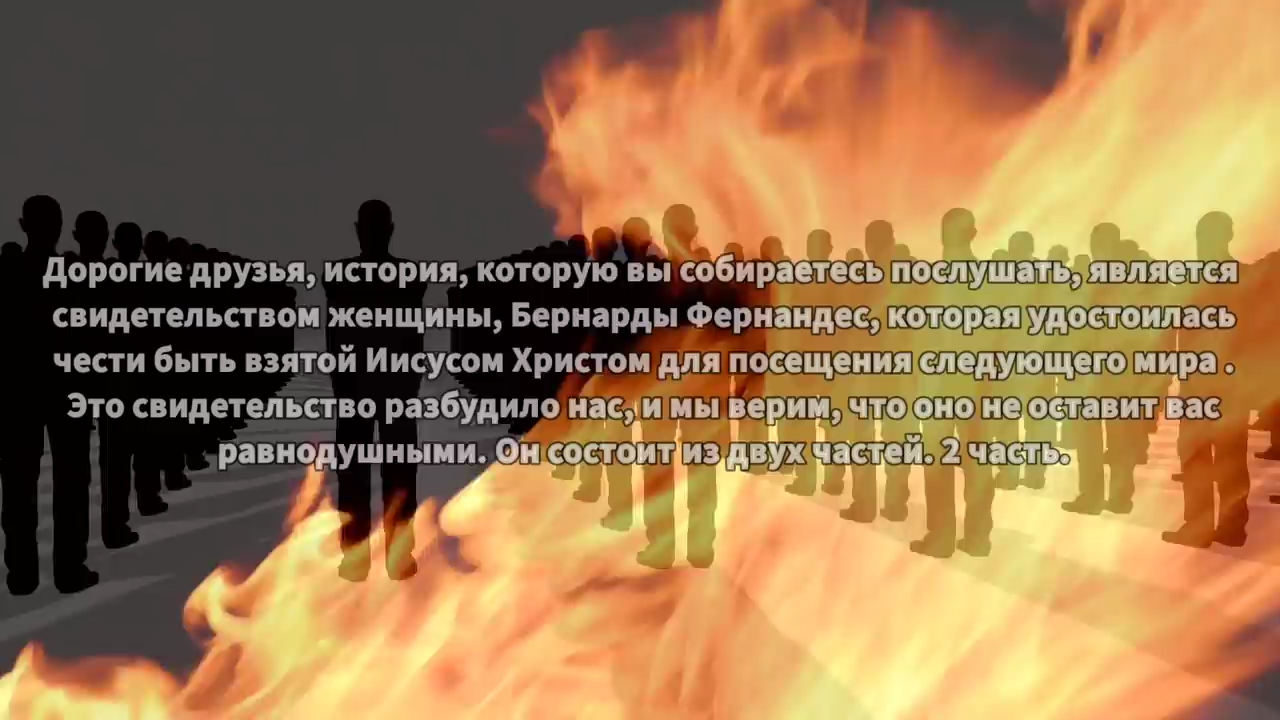 Дорогие друзья, история, которую вы собираетесь послушать, является
свидетельством женщины, Бернарды Фернандес, которая удостоилась
чести быть взятой Иисусом Христом для посещения следующего мира .
Это свидетельство разбудило нас, и мы верим, что оно не оставит вас
равнодушными. Он состоит из двух частей. 2 часть.